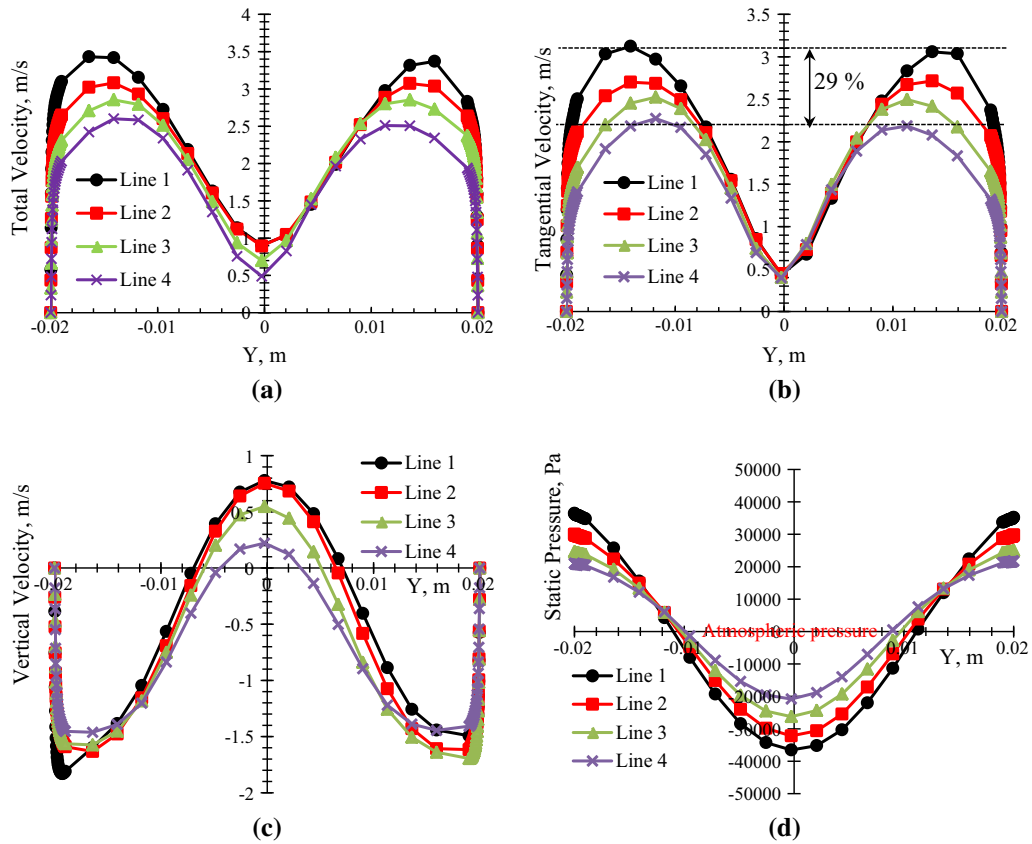 Total Velocity, m/s
4
3.5
3
2.5
2
1.5
1
0.5
0
-0.02
-0.01
0
0.01
0.02
Line 1
Line 2
Line 3
Line 4
Y, m
(a)
Tangential Velocity, m/s
3.5
3
2.5
2
1.5
1
0.5
0
-0.02
-0.01
0
0.01
0.02
29 %
Line 1
Line 2
Line 3
Line 4
Y, m
(b)
Vertical Velocity, m/s
1
0.5
0
-0.5
-1
-1.5
-2
-0.02
-0.01
0
0.01
0.02
Line 1
Line 2
Line 3
Line 4
Y, m
(c)
Static Pressure, Pa
50000
40000
30000
20000
10000
0
-10000
-20000
-30000
-40000
-50000
-0.02
-0.01
0
0.01
0.02
Atmospheric pressure
Y, m
Line 1
Line 2
Line 3
Line 4
(d)